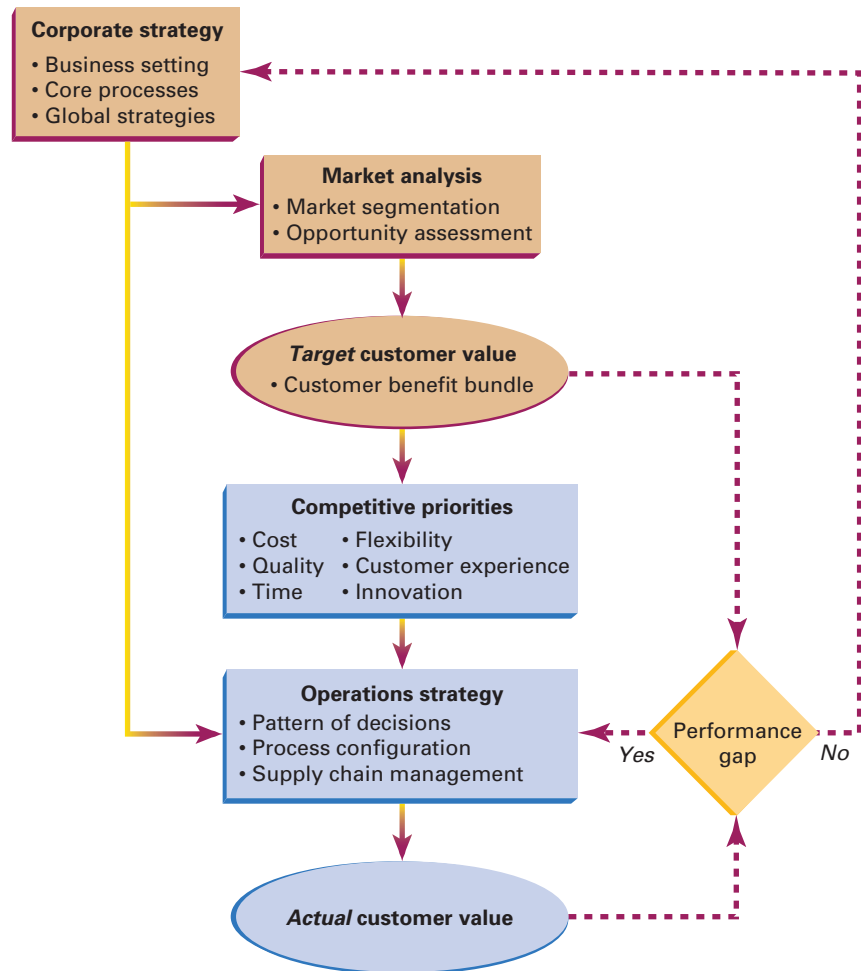 Corporate strategy
• Business setting
• Core processes
• Global strategies
Market analysis
• Market segmentation
• Opportunity assessment
Target customer value
• Customer benefit bundle
Competitive priorities
• Cost • Flexibility
• Quality • Customer experience
• Time • Innovation
Operations strategy
• Pattern of decisions
• Process configuration
• Supply chain management
Yes
Performance
gap
No
Actual customer value